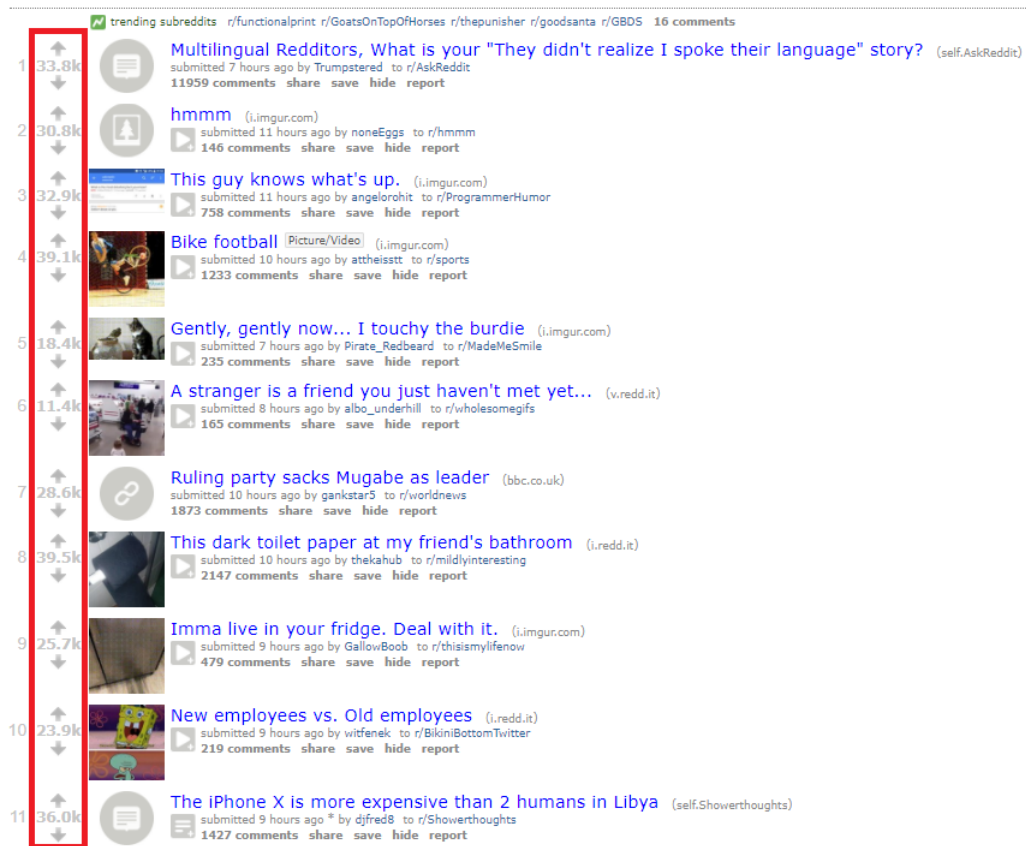 trending subreddits r/functionalprint r/GoatsOnTopOfHorses r/thepunisher r/goodsanta r/GBDS 16 comments
1 33.8k Multilingual Redditors, What is your "They didn't realize I spoke their language" story? (self.AskReddit)
submitted 7 hours ago by Trumpstered to r/AskReddit
11959 comments share save hide report
2 30.8k hmmm (i.imgur.com)
submitted 11 hours ago by noneEggs to r/hmmm
146 comments share save hide report
3 32.9k This guy knows what's up. (i.imgur.com)
submitted 11 hours ago by angelorohit to r/ProgrammerHumor
758 comments share save hide report
4 39.1k Bike football Picture/Video (i.imgur.com)
submitted 10 hours ago by attheisstt to r/sports
1233 comments share save hide report
5 18.4k Gently, gently now... I touchy the burdie (i.imgur.com)
submitted 7 hours ago by Pirate_Redbeard to r/MadeMeSmile
235 comments share save hide report
6 11.4k A stranger is a friend you just haven't met yet... (v.redd.it)
submitted 8 hours ago by albo_underhill to r/wholesomegifs
165 comments share save hide report
7 28.6k Ruling party sacks Mugabe as leader (bbc.co.uk)
submitted 10 hours ago by gankstar5 to r/worldnews
1873 comments share save hide report
8 39.5k This dark toilet paper at my friend's bathroom (i.redd.it)
submitted 10 hours ago by thekahub to r/mildlyinteresting
2147 comments share save hide report
9 25.7k Imma live in your fridge. Deal with it. (i.imgur.com)
submitted 9 hours ago by GallowBoob to r/thisismylifenow
479 comments share save hide report
10 23.9k New employees vs. Old employees (i.redd.it)
submitted 9 hours ago by witfenek to r/BikiniBottomTwitter
219 comments share save hide report
11 36.0k The iPhone X is more expensive than 2 humans in Libya (self.Showerthoughts)
submitted 9 hours ago * by djfred8 to r/Showerthoughts
1427 comments share save hide report